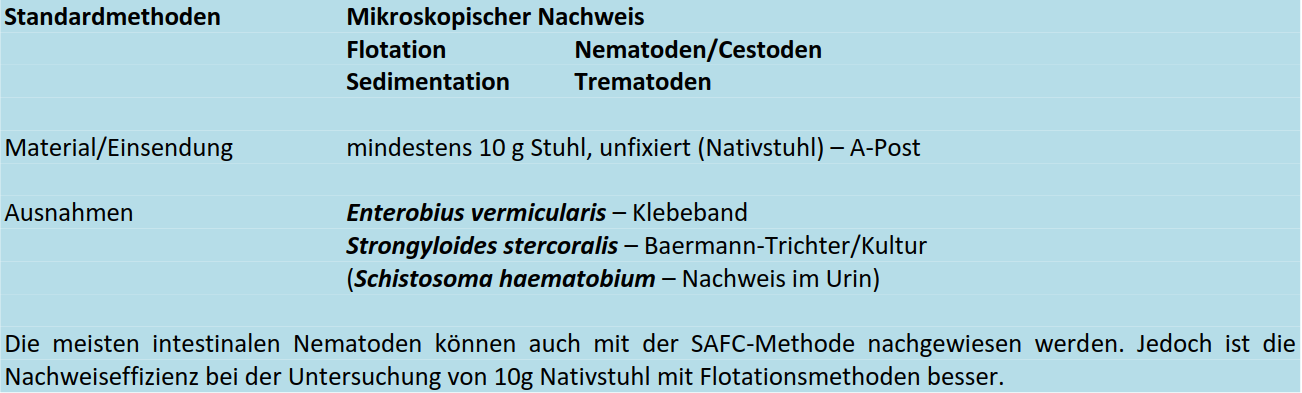 Standardmethoden Mikroskopischer Nachweis
Flotation Nematoden/Cestoden
Sedimentation Trematoden
Material/Einsendung mindestens 10 g Stuhl, unfixiert (Nativstuhl) – A-Post
Ausnahmen Enterobius vermicularis – Klebeband
Strongyloides stercoralis – Baermann-Trichter/Kultur
(Schistosoma haematobium – Nachweis im Urin)
Die meisten intestinalen Nematoden können auch mit der SAFC-Methode nachgewiesen werden. Jedoch ist die
Nachweiseffizienz bei der Untersuchung von 10g Nativstuhl mit Flotationsmethoden besser.